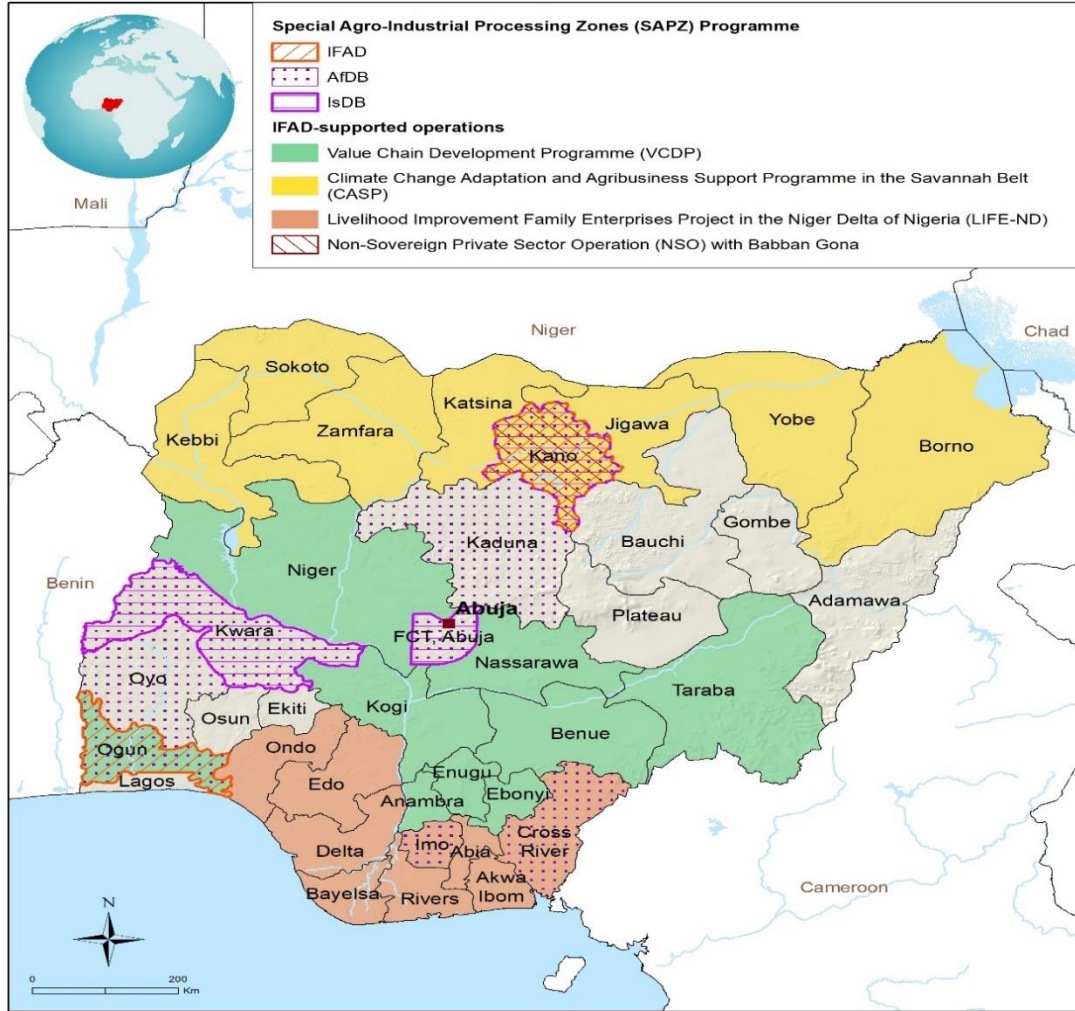 Special Agro-Industrial Processing Zones (SAPZ) Programme
IFAD
AfDB
IsDB
IFAD-supported operations
Value Chain Development Programme (VCDP)
Climate Change Adaptation and Agribusiness Support Programme in the Savannah Belt
(CASP)
Livelihood Improvement Family Enterprises Project in the Niger Delta of Nigeria (LIFE-ND)
Non-Sovereign Private Sector Operation (NSO) with Babban Gona
Mali
Niger
Chad
Sokoto
Katsina
Jigawa
Yobe
Kebbi
Zamfara
Kano
Borno
Gombe
Kaduna
Bauchi
Niger
Benin
Adamawa
Abuja
Plateau
Kwara
FCT, Abuja
Nassarawa
Oyo
Taraba
Kogi
Osun
Ekiti
Benue
Ogun
Ondo
Lagos
Edo
Enugu
Anambra
Ebonyi
Delta
Imo
Abia
Cross
River
Bayelsa
Rivers
Akwa
Ibom
Cameroon
N
0
200
Km